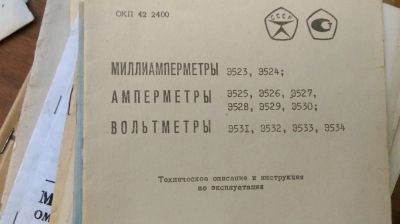 ОКП 42 2400
СССР
МИЛЛИАМПЕРМЕТРЫ Э523, Э524;
АМПЕРМЕТРЫ Э525, Э526, Э527,
Э528, Э529, Э530;
ВОЛЬТМЕТРЫ Э531, Э532, Э533, Э534
Техническое описание и инструкция
по эксплуатации
М
ОМ